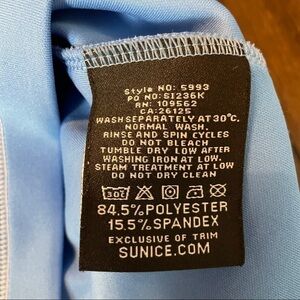 Style NO: 5993
PO NO: SI236K
RN: 109562
CA: 26125
WASH SEPARATELY AT 30°C.
NORMAL WASH.
RINSE AND SPIN CYCLES
DO NOT BLEACH
TUMBLE DRY LOW AFTER
WASHING IRON AT LOW.
STEAM TREATMENT AT LOW
DO NOT DRY CLEAN
30C
84.5% POLYESTER
15.5% SPANDEX
EXCLUSIVE OF TRIM
SUNICE.COM